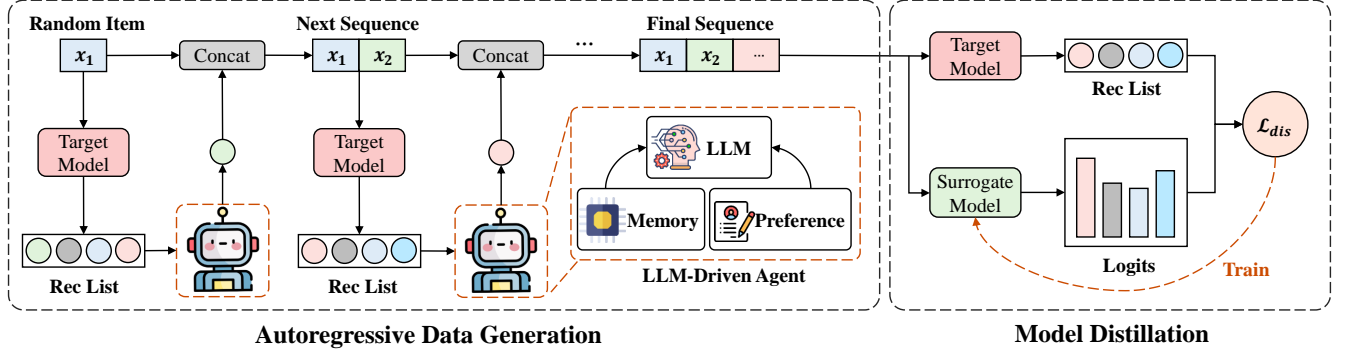 Random Item
Next Sequence
Final Sequence
x₁
Concat
x₁ x₂
Concat
...
x₁ x₂ ...
Target
Model
Rec List
Target
Model
Target
Model
LLM
ℒ_dis
Surrogate
Model
Memory
Preference
Rec List
Rec List
LLM-Driven Agent
Logits
Train
Autoregressive Data Generation
Model Distillation